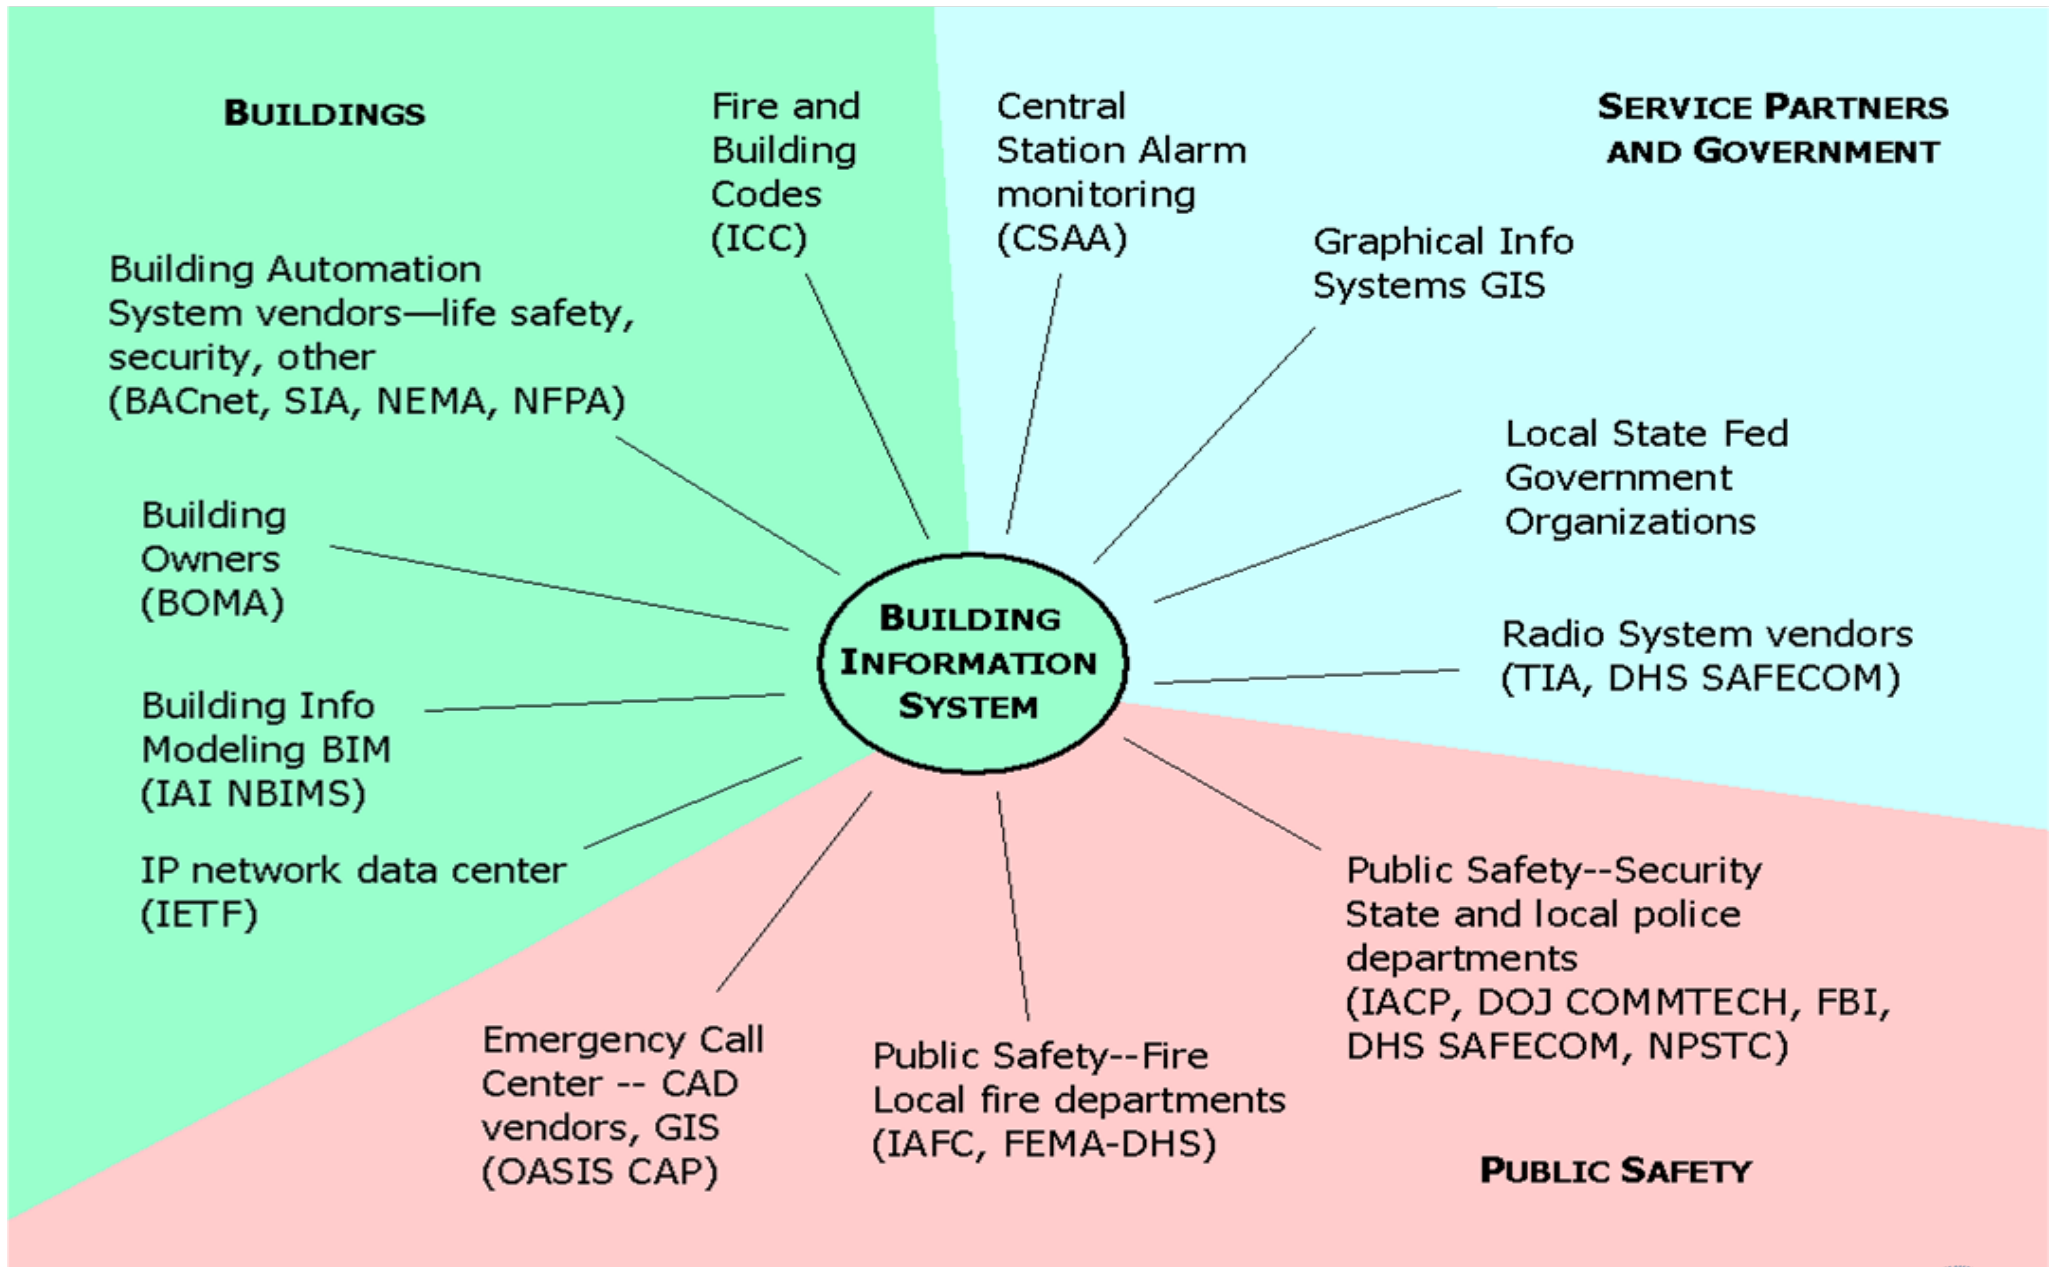 BUILDINGS
Fire and
Building
Codes
(ICC)
Central
Station Alarm
monitoring
(CSAA)
SERVICE PARTNERS
AND GOVERNMENT
Graphical Info
Systems GIS
Building Automation
System vendors—life safety,
security, other
(BACnet, SIA, NEMA, NFPA)
Local State Fed
Government
Organizations
Building
Owners
(BOMA)
BUILDING
INFORMATION
SYSTEM
Radio System vendors
(TIA, DHS SAFECOM)
Building Info
Modeling BIM
(IAI NBIMS)
IP network data center
(IETF)
Public Safety--Security
State and local police
departments
(IACP, DOJ COMMTECH, FBI,
DHS SAFECOM, NPSTC)
Emergency Call
Center -- CAD
vendors, GIS
(OASIS CAP)
Public Safety--Fire
Local fire departments
(IAFC, FEMA-DHS)
PUBLIC SAFETY